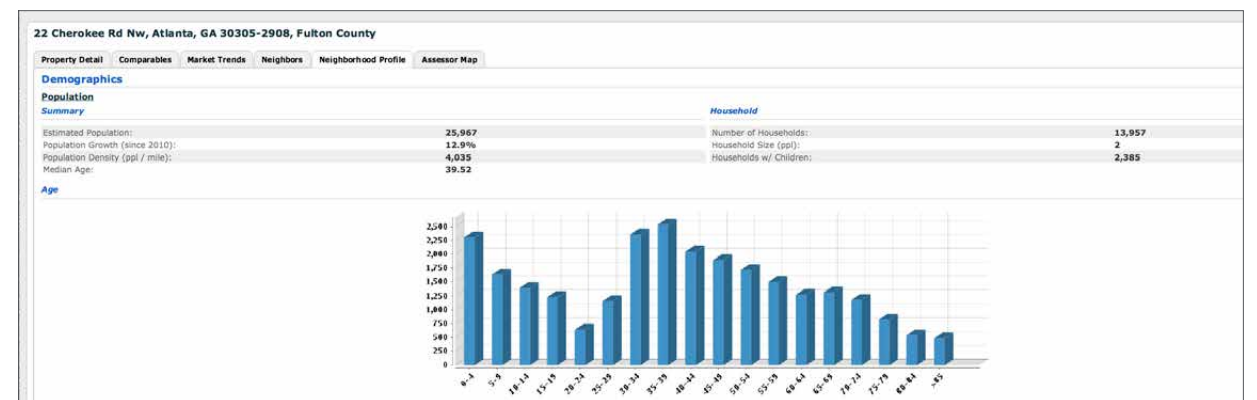 22 Cherokee Rd Nw, Atlanta, GA 30305-2908, Fulton County
Property Detail Comparables Market Trends Neighbors Neighborhood Profile Assessor Map
Demographics
Population
Summary Household
Estimated Population: 25,967 Number of Households: 13,957
Population Growth (since 2010): 12.9% Household Size (ppl): 2
Population Density (ppl / mile): 4,035 Households w/ Children: 2,385
Median Age: 39.52
Age
2,500
2,250
2,000
1,750
1,500
1,250
1,000
750
500
250
0
0-4 5-9 10-14 15-19 20-24 25-29 30-34 35-39 40-44 45-49 50-54 55-59 60-64 65-69 70-74 75-79 80-84 >85